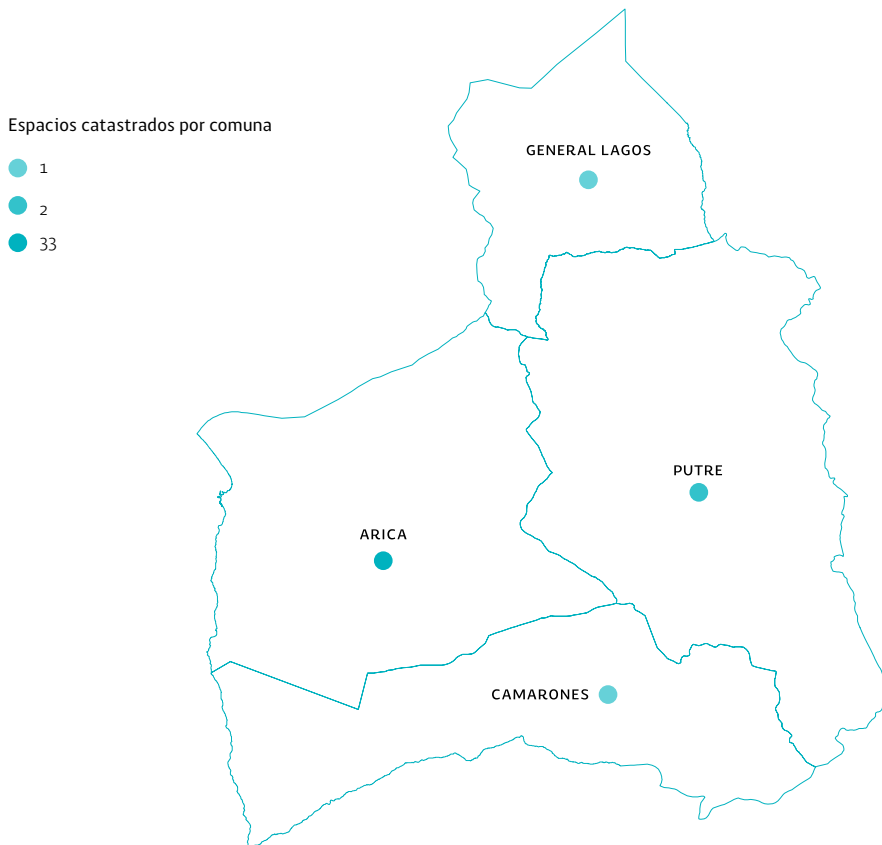 Espacios catastrados por comuna
1
2
33
GENERAL LAGOS
PUTRE
ARICA
CAMARONES